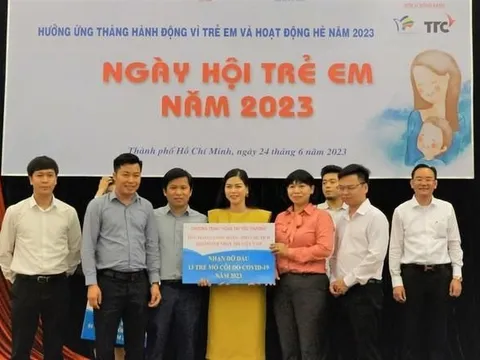 HƯỞNG ỨNG THÁNG HÀNH ĐỘNG VÌ TRẺ EM VÀ HOẠT ĐỘNG HÈ NĂM 2023
TTC
NGÀY HỘI TRẺ EM
NĂM 2023
Thành phố Hồ Chí Minh, ngày 24 tháng 6 năm 2023
NHẬN ĐỠ ĐẦU
13 TRẺ MỒ CÔI DO COVID-19
NĂM 2023